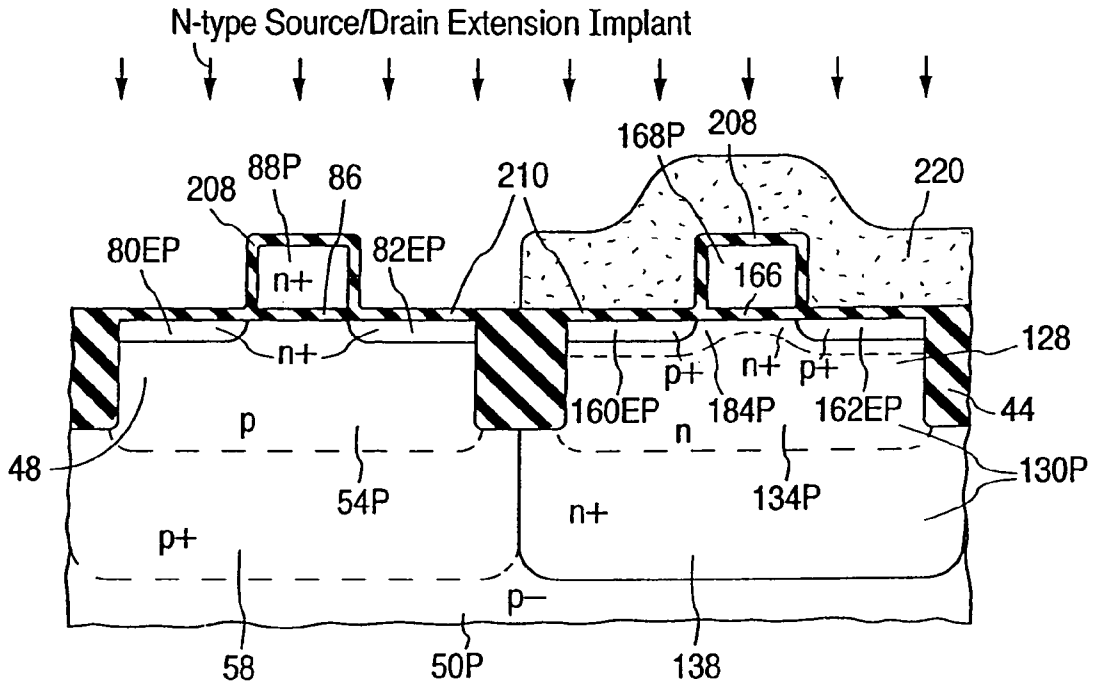 N-type Source/Drain Extension Implant
168P
208
88P
86
210
220
208
80EP
82EP
n+
166
n+
p+
n+
p+
128
160EP
184P
162EP
44
p
n
48
130P
54P
134P
n+
p+
p−
58
50P
138